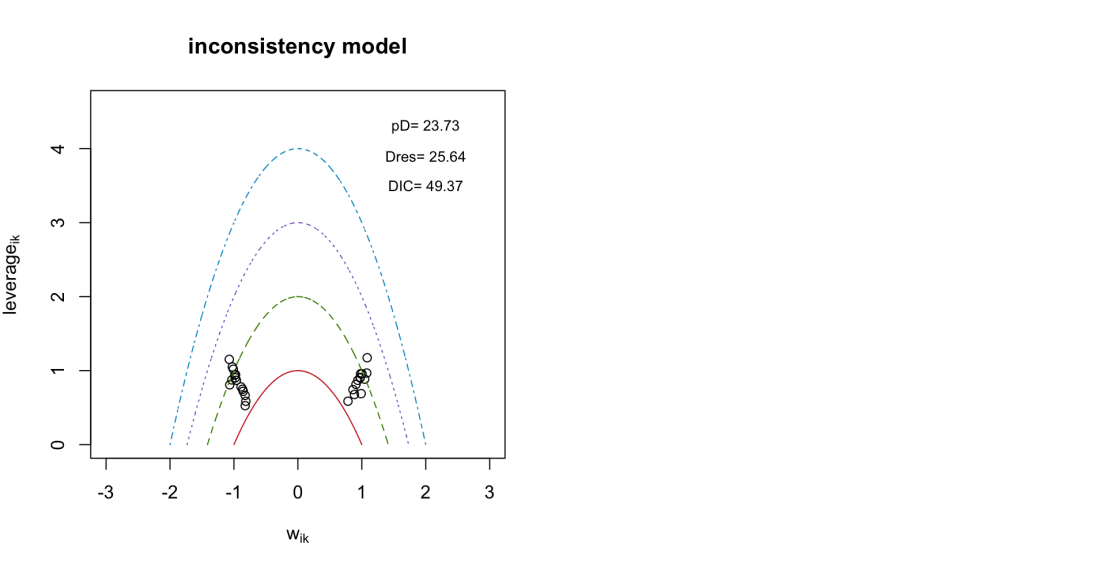 inconsistency model
pD= 23.73
Dres= 25.64
DIC= 49.37
leverageik
4
3
2
1
0
-3 -2 -1 0 1 2 3
wik